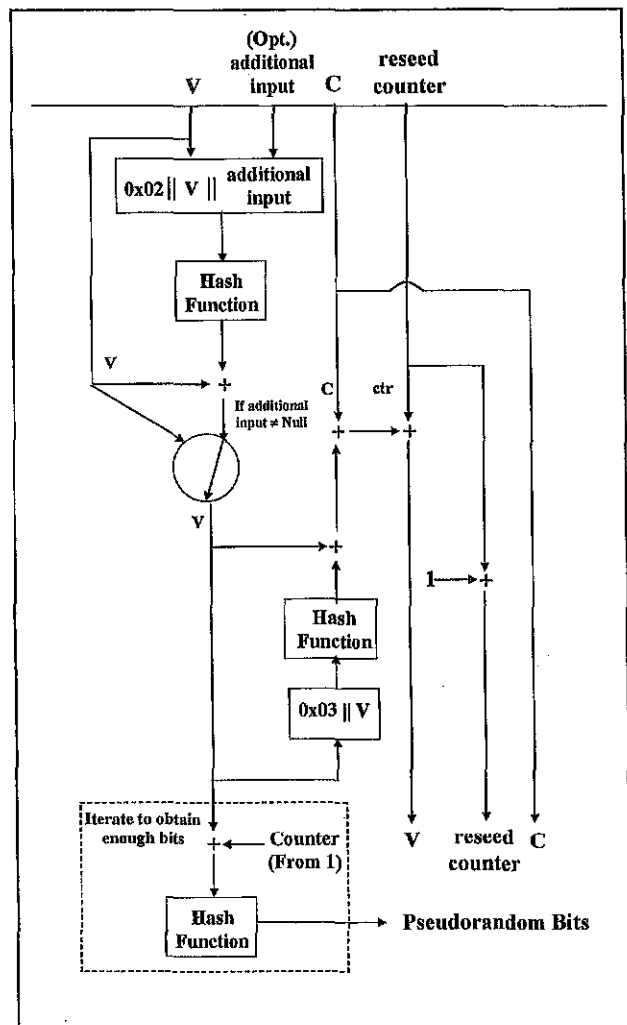 (Opt.)
additional
input
V
C
reseed
counter
0x02 || V || additional
input
Hash
Function
V
+
If additional
input ≠ Null
C
ctr
+
+
V
+
1
+
Hash
Function
0x03 || V
Iterate to obtain
enough bits
+
Counter
(From 1)
V
reseed
counter
C
Hash
Function
Pseudorandom Bits